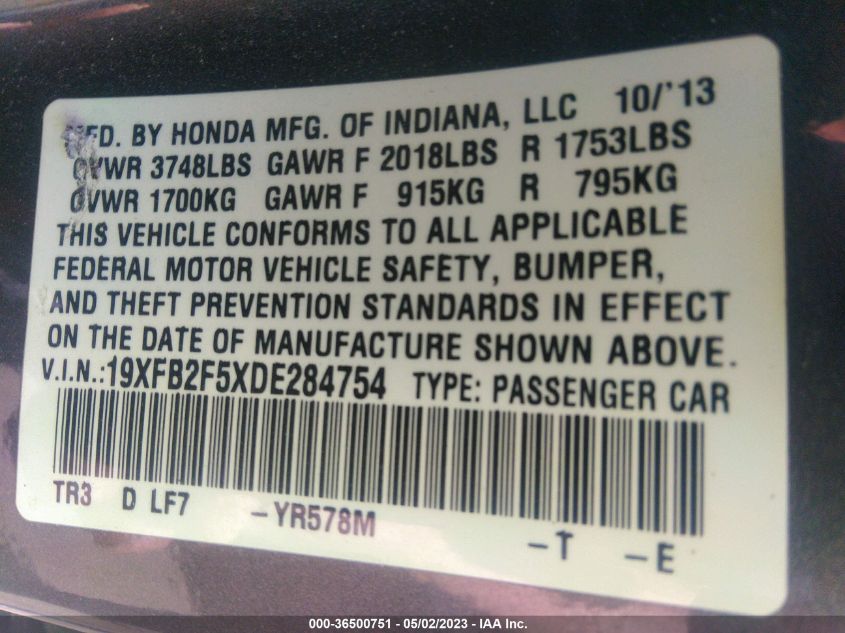 MFD. BY HONDA MFG. OF INDIANA, LLC 10/'13
GVWR 3748LBS GAWR F 2018LBS R 1753LBS
GVWR 1700KG GAWR F 915KG R 795KG
THIS VEHICLE CONFORMS TO ALL APPLICABLE
FEDERAL MOTOR VEHICLE SAFETY, BUMPER,
AND THEFT PREVENTION STANDARDS IN EFFECT
ON THE DATE OF MANUFACTURE SHOWN ABOVE.
V.I.N.:19XFB2F5XDE284754 TYPE: PASSENGER CAR
TR3 D LF7 -YR578M -T -E
000-36500751 / 05/02/2023 - IAA Inc.